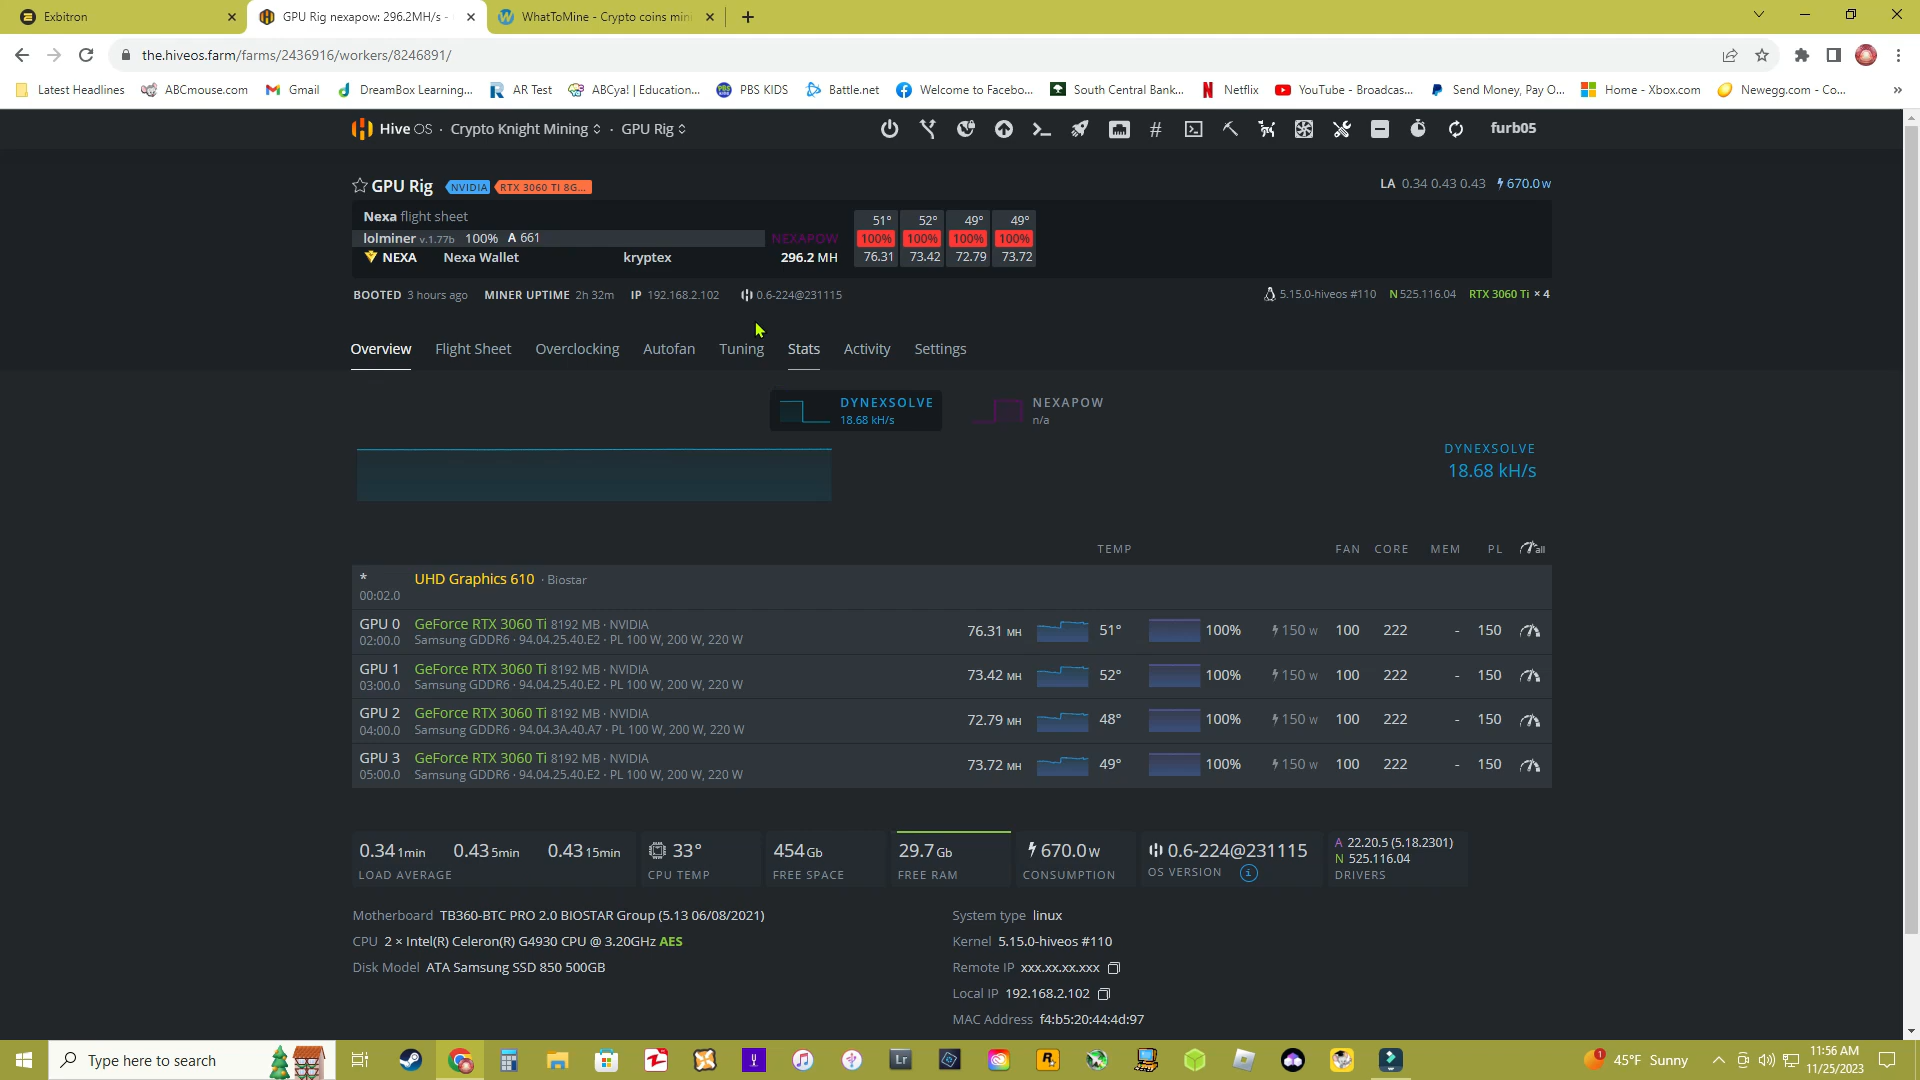 Exbitron
GPU Rig nexapow: 296.2MH/s -
WhatToMine - Crypto coins min
the.hiveos.farm/farms/2436916/workers/8246891/
Latest Headlines
ABCmouse.com
Gmail
DreamBox Learning...
AR Test
ABCya! | Education...
PBS KIDS
Battle.net
Welcome to Facebo...
South Central Bank...
Netflix
YouTube - Broadcas...
Send Money, Pay O...
Home - Xbox.com
Newegg.com - Co...
»
Hive OS · Crypto Knight Mining · GPU Rig
furb05
GPU Rig NVIDIA RTX 3060 TI 8G...
LA 0.34 0.43 0.43 670.0 W
Nexa flight sheet
51° 52° 49° 49°
lolminer v.1.77b 100% A 661 NEXAPOW
100% 100% 100% 100%
NEXA Nexa Wallet kryptex 296.2 MH
76.31 73.42 72.79 73.72
BOOTED 3 hours ago MINER UPTIME 2h 32m IP 192.168.2.102 0.6-224@231115
5.15.0-hiveos #110 N 525.116.04 RTX 3060 Ti × 4
Overview Flight Sheet Overclocking Autofan Tuning Stats Activity Settings
DYNEXSOLVE
18.68 kH/s
NEXAPOW
n/a
DYNEXSOLVE
18.68 kH/s
TEMP FAN CORE MEM PL all
* UHD Graphics 610 · Biostar
00:02.0
GPU 0 GeForce RTX 3060 Ti 8192 MB · NVIDIA
02:00.0 Samsung GDDR6 · 94.04.25.40.E2 · PL 100 W, 200 W, 220 W
76.31 MH 51° 100% 150 W 100 222 - 150
GPU 1 GeForce RTX 3060 Ti 8192 MB · NVIDIA
03:00.0 Samsung GDDR6 · 94.04.25.40.E2 · PL 100 W, 200 W, 220 W
73.42 MH 52° 100% 150 W 100 222 - 150
GPU 2 GeForce RTX 3060 Ti 8192 MB · NVIDIA
04:00.0 Samsung GDDR6 · 94.04.3A.40.A7 · PL 100 W, 200 W, 220 W
72.79 MH 48° 100% 150 W 100 222 - 150
GPU 3 GeForce RTX 3060 Ti 8192 MB · NVIDIA
05:00.0 Samsung GDDR6 · 94.04.25.40.E2 · PL 100 W, 200 W, 220 W
73.72 MH 49° 100% 150 W 100 222 - 150
0.34 1min 0.43 5min 0.43 15min
LOAD AVERAGE
33°
CPU TEMP
454 Gb
FREE SPACE
29.7 Gb
FREE RAM
670.0 W
CONSUMPTION
0.6-224@231115
OS VERSION i
A 22.20.5 (5.18.2301)
N 525.116.04
DRIVERS
Motherboard TB360-BTC PRO 2.0 BIOSTAR Group (5.13 06/08/2021)
CPU 2 × Intel(R) Celeron(R) G4930 CPU @ 3.20GHz AES
Disk Model ATA Samsung SSD 850 500GB
System type linux
Kernel 5.15.0-hiveos #110
Remote IP xxx.xx.xx.xxx
Local IP 192.168.2.102
MAC Address f4:b5:20:44:4d:97
Type here to search
Lr
1
45°F Sunny
11:56 AM
11/25/2023